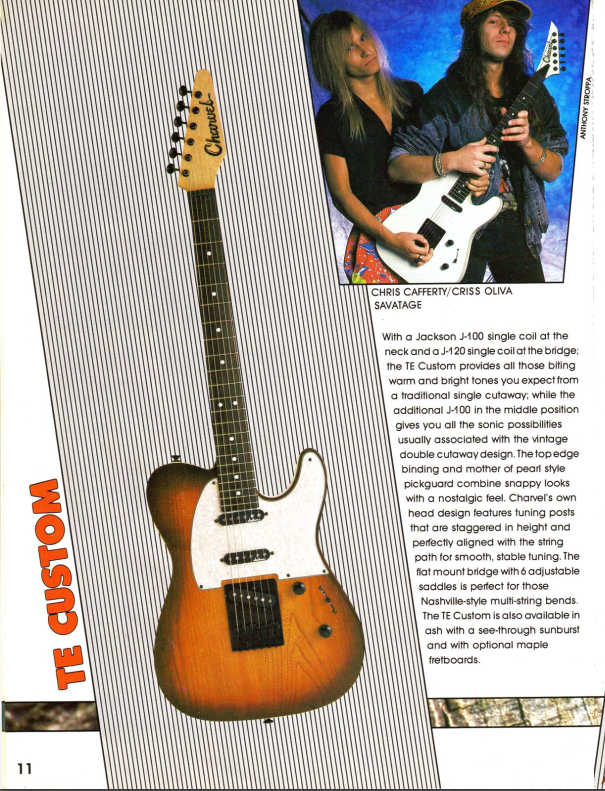 Charvel
Charvel
ANTHONY STROPPA
CHRIS CAFFERTY/CRISS OLIVA
SAVATAGE
With a Jackson J-100 single coil at the
neck and a J-120 single coil at the bridge;
the TE Custom provides all those biting
warm and bright tones you expect from
a traditional single cutaway; while the
additional J-100 in the middle position
gives you all the sonic possibilities
usually associated with the vintage
double cutaway design. The top edge
binding and mother of pearl style
pickguard combine snappy looks
with a nostalgic feel. Charvel's own
head design features tuning posts
that are staggered in height and
perfectly aligned with the string
path for smooth, stable tuning. The
flat mount bridge with 6 adjustable
saddles is perfect for those
Nashville-style multi-string bends.
The TE Custom is also available in
ash with a see-through sunburst
and with optional maple
fretboards.
TE CUSTOM
11